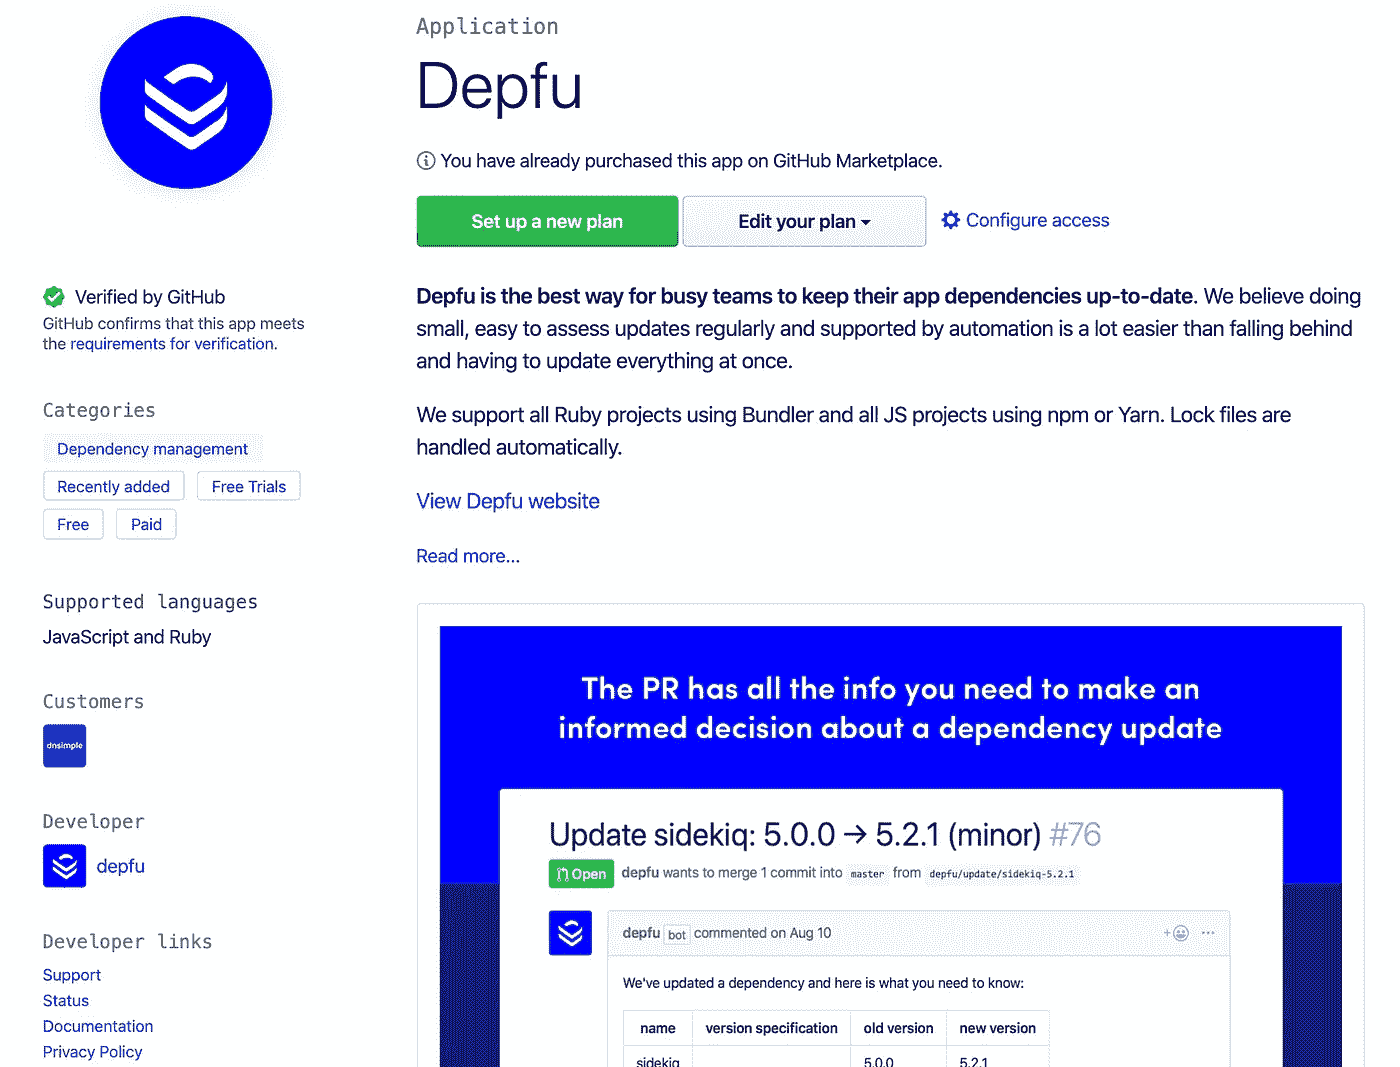 Application
Depfu
You have already purchased this app on GitHub Marketplace.
Set up a new plan
Edit your plan
Configure access
Verified by GitHub
GitHub confirms that this app meets
the requirements for verification.
Depfu is the best way for busy teams to keep their app dependencies up-to-date. We believe doing
small, easy to assess updates regularly and supported by automation is a lot easier than falling behind
and having to update everything at once.
We support all Ruby projects using Bundler and all JS projects using npm or Yarn. Lock files are
handled automatically.
View Depfu website
Read more...
Categories
Dependency management
Recently added
Free Trials
Free
Paid
Supported languages
JavaScript and Ruby
Customers
dnsimple
Developer
depfu
Developer links
Support
Status
Documentation
Privacy Policy
The PR has all the info you need to make an
informed decision about a dependency update
Update sidekiq: 5.0.0 → 5.2.1 (minor) #76
Open
depfu wants to merge 1 commit into master from depfu/update/sidekiq-5.2.1
depfu bot commented on Aug 10
We've updated a dependency and here is what you need to know:
name version specification old version new version
sidekiq 5.0.0 5.2.1